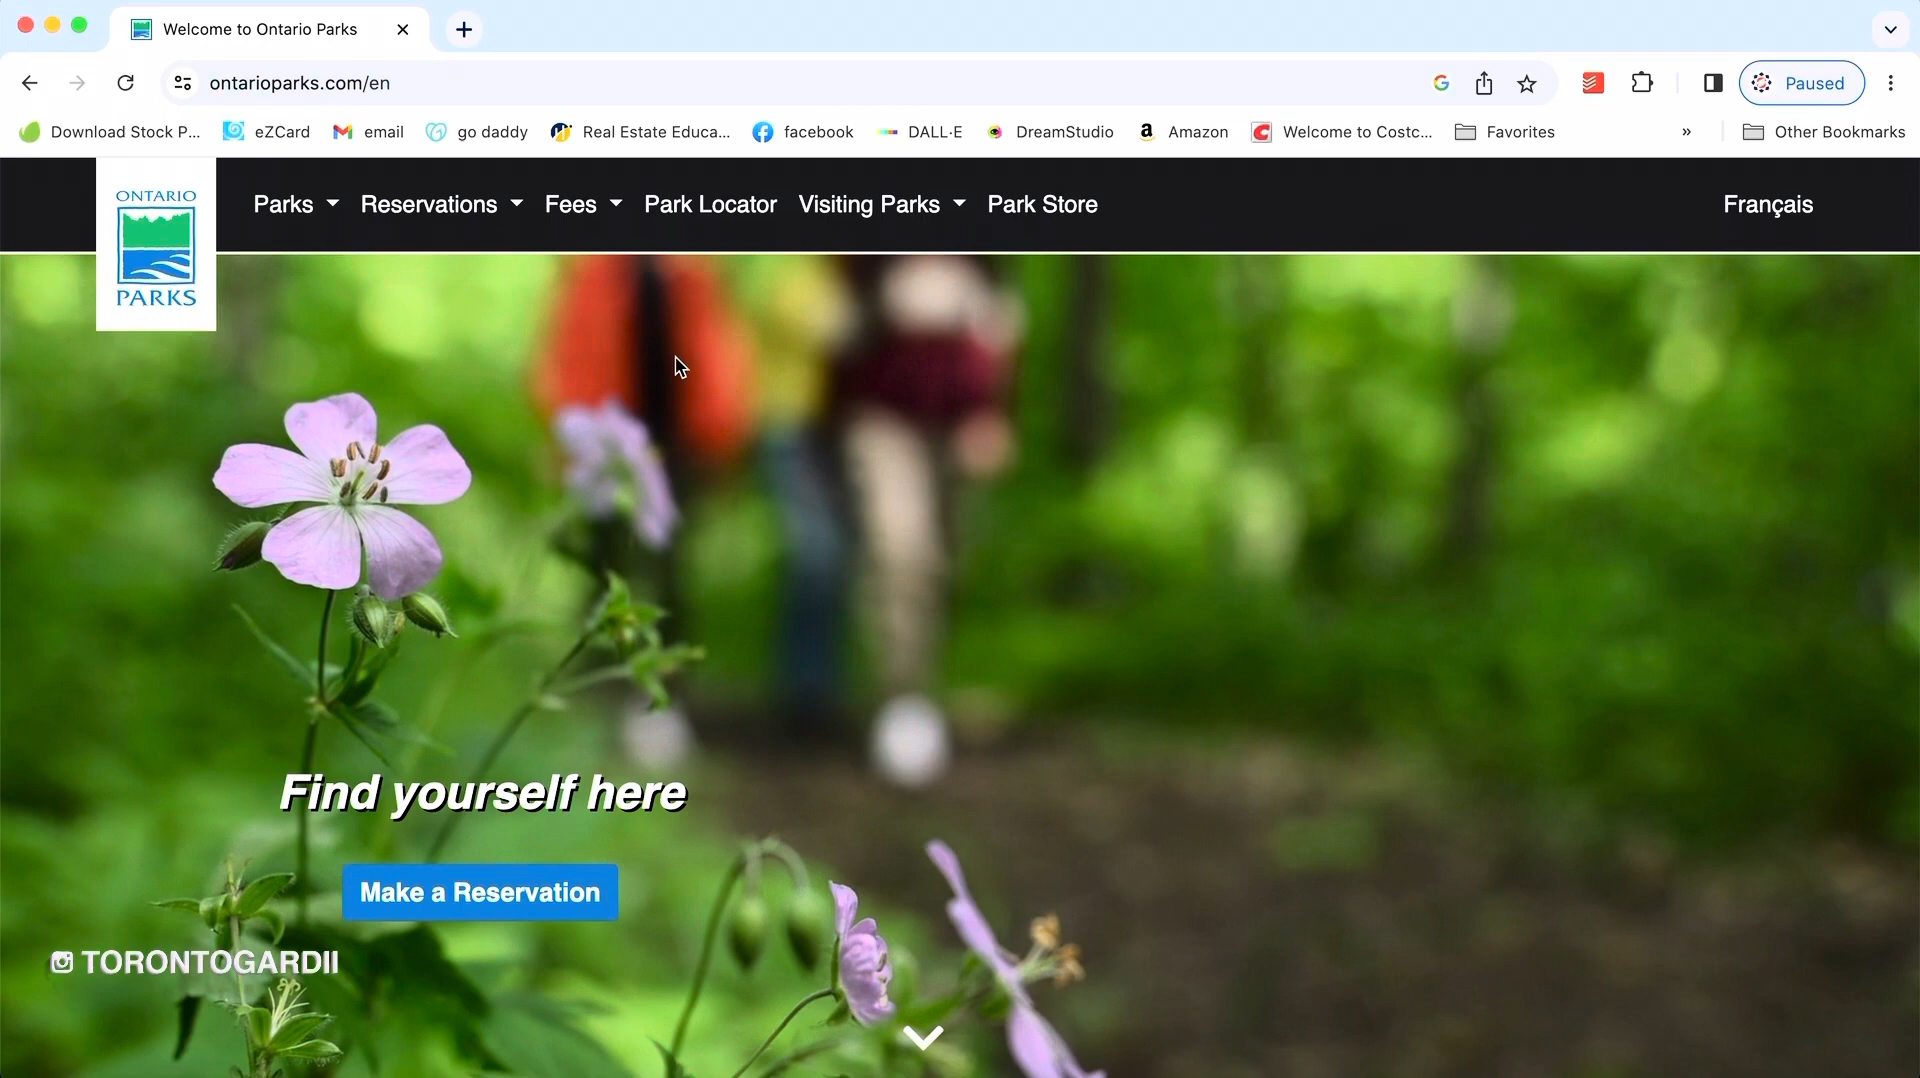 Welcome to Ontario Parks
ontarioparks.com/en
Paused
Download Stock P...
eZCard
email
go daddy
Real Estate Educa...
facebook
DALL·E
DreamStudio
Amazon
Welcome to Costc...
Favorites
»
Other Bookmarks
ONTARIO
PARKS
Parks
Reservations
Fees
Park Locator
Visiting Parks
Park Store
Français
Find yourself here
Make a Reservation
TORONTOGARDII